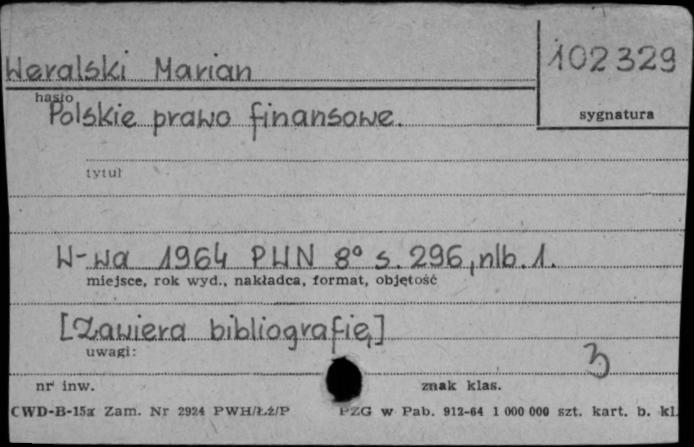 Weralski Marian
102329
hasło
sygnatura
Polskie prawo finansowe.
tytuł
W-wa 1964 PWN 8° s. 296, nlb. 1.
miejsce, rok wyd., nakładca, format, objętość
[Zawiera bibliografię]
uwagi:
3
nr inw. znak klas.
CWD-B-15a Zam. Nr 2924 PWH/Łż/P PZG w Pab. 912-64 1 000 000 szt. kart. b. kl.